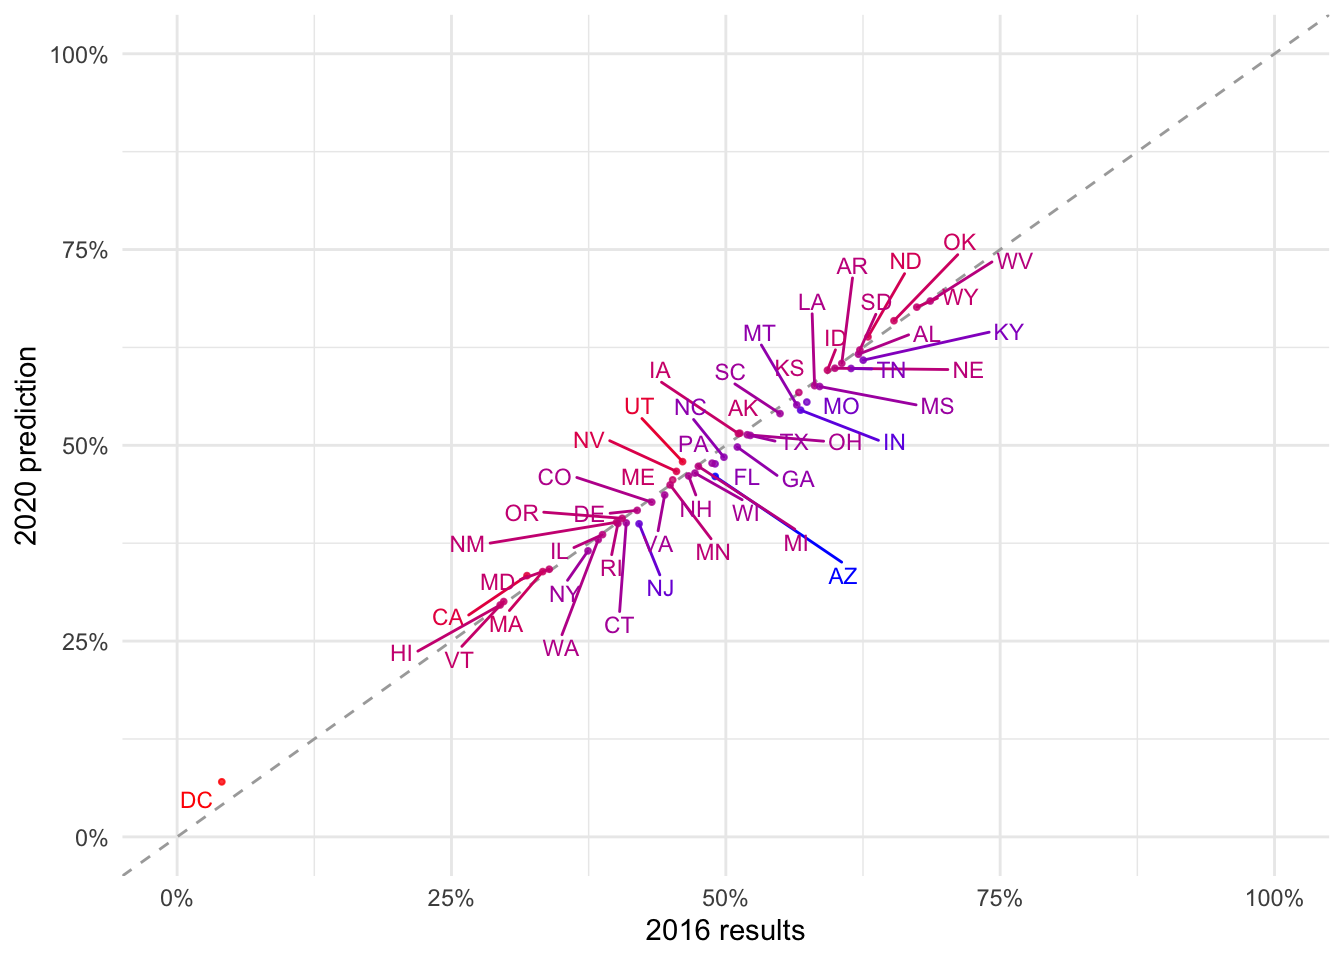 100%
75%
50%
25%
0%
2020 prediction
OK
WV
ND
AR
WY
SD
LA
AL
KY
ID
MT
TN
NE
KS
IA
SC
MO
MS
AK
NC
UT
IN
OH
TX
PA
NV
GA
FL
ME
CO
NH
WI
DE
OR
MI
VA
MN
NM
IL
AZ
RI
NJ
NY
MD
CT
MA
CA
WA
HI
VT
DC
0%
25%
50%
75%
100%
2016 results